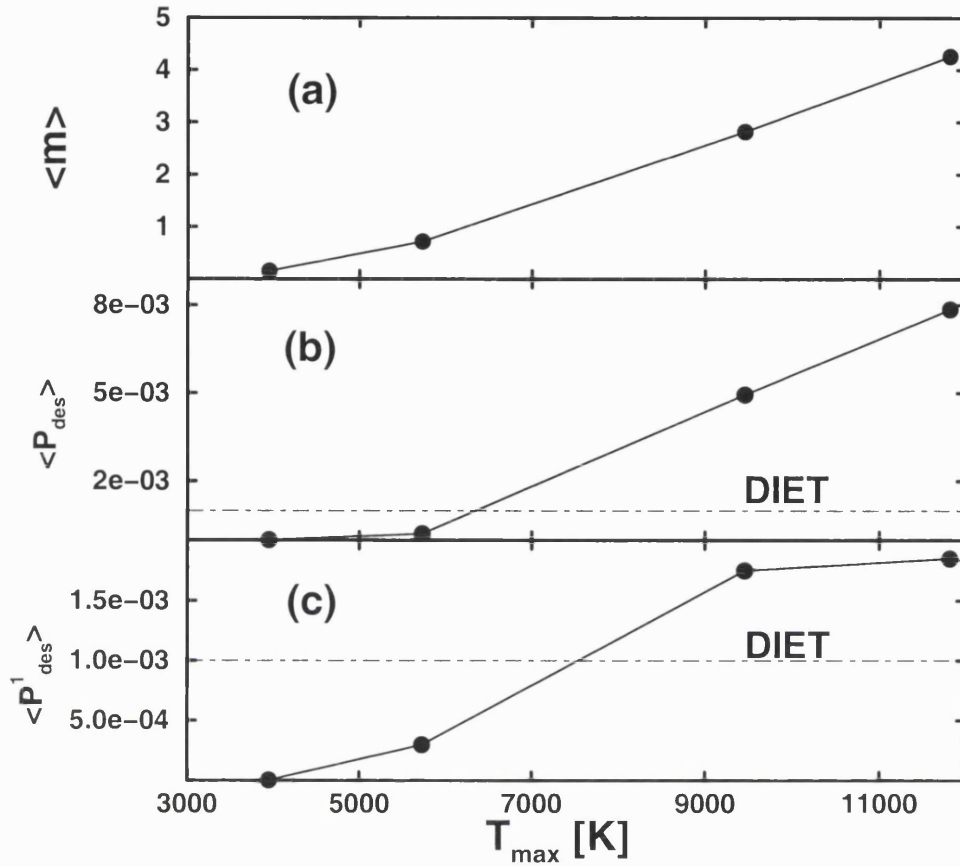 5
4
3
2
1
<m>
(a)
8e−03
5e−03
2e−03
<P_des>
(b)
DIET
1.5e−03
1.0e−03
5.0e−04
<P^1_des>
(c)
DIET
3000 5000 7000 9000 11000
T_max [K]